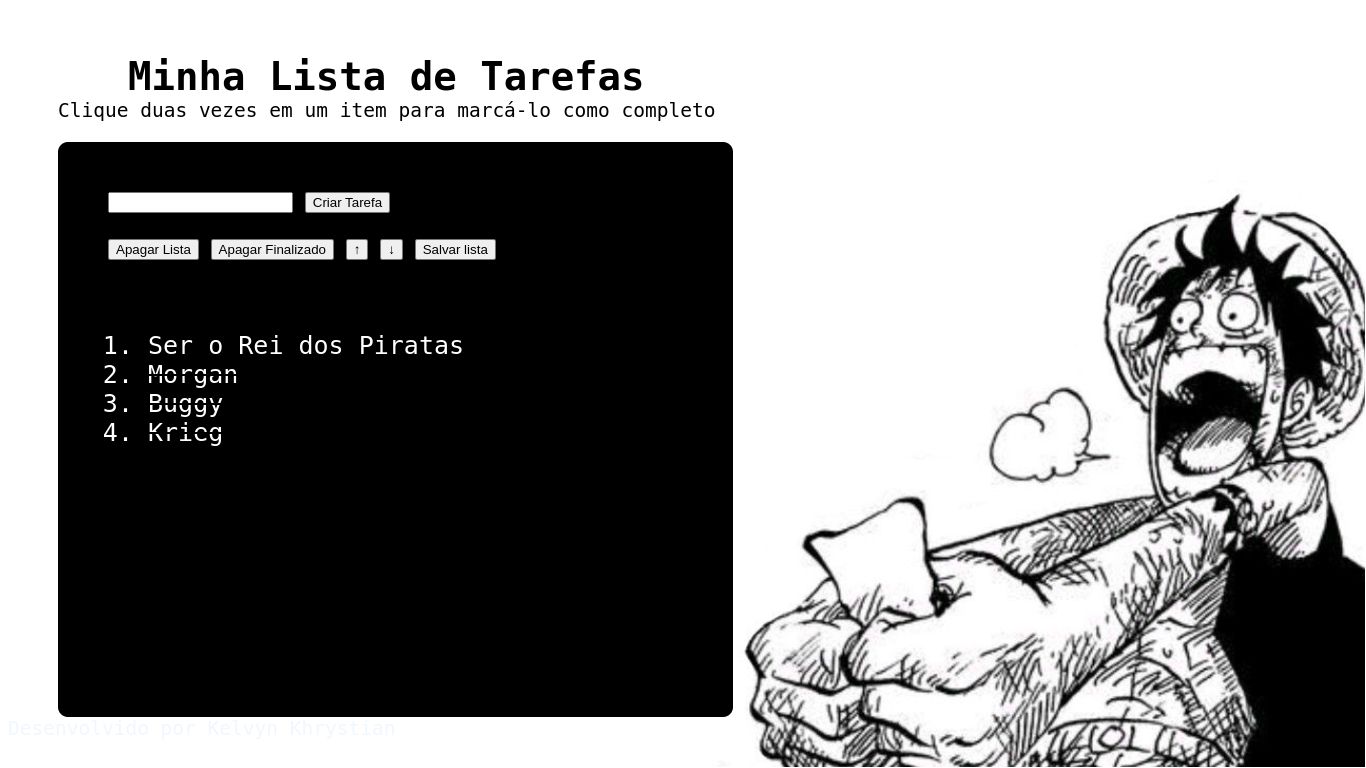 Minha Lista de Tarefas
Clique duas vezes em um item para marcá-lo como completo
Criar Tarefa
Apagar Lista Apagar Finalizado ↑ ↓ Salvar lista
1. Ser o Rei dos Piratas
2. Morgan
3. Buggy
4. Krieg
Desenvolvido por Kelvyn Khrystian